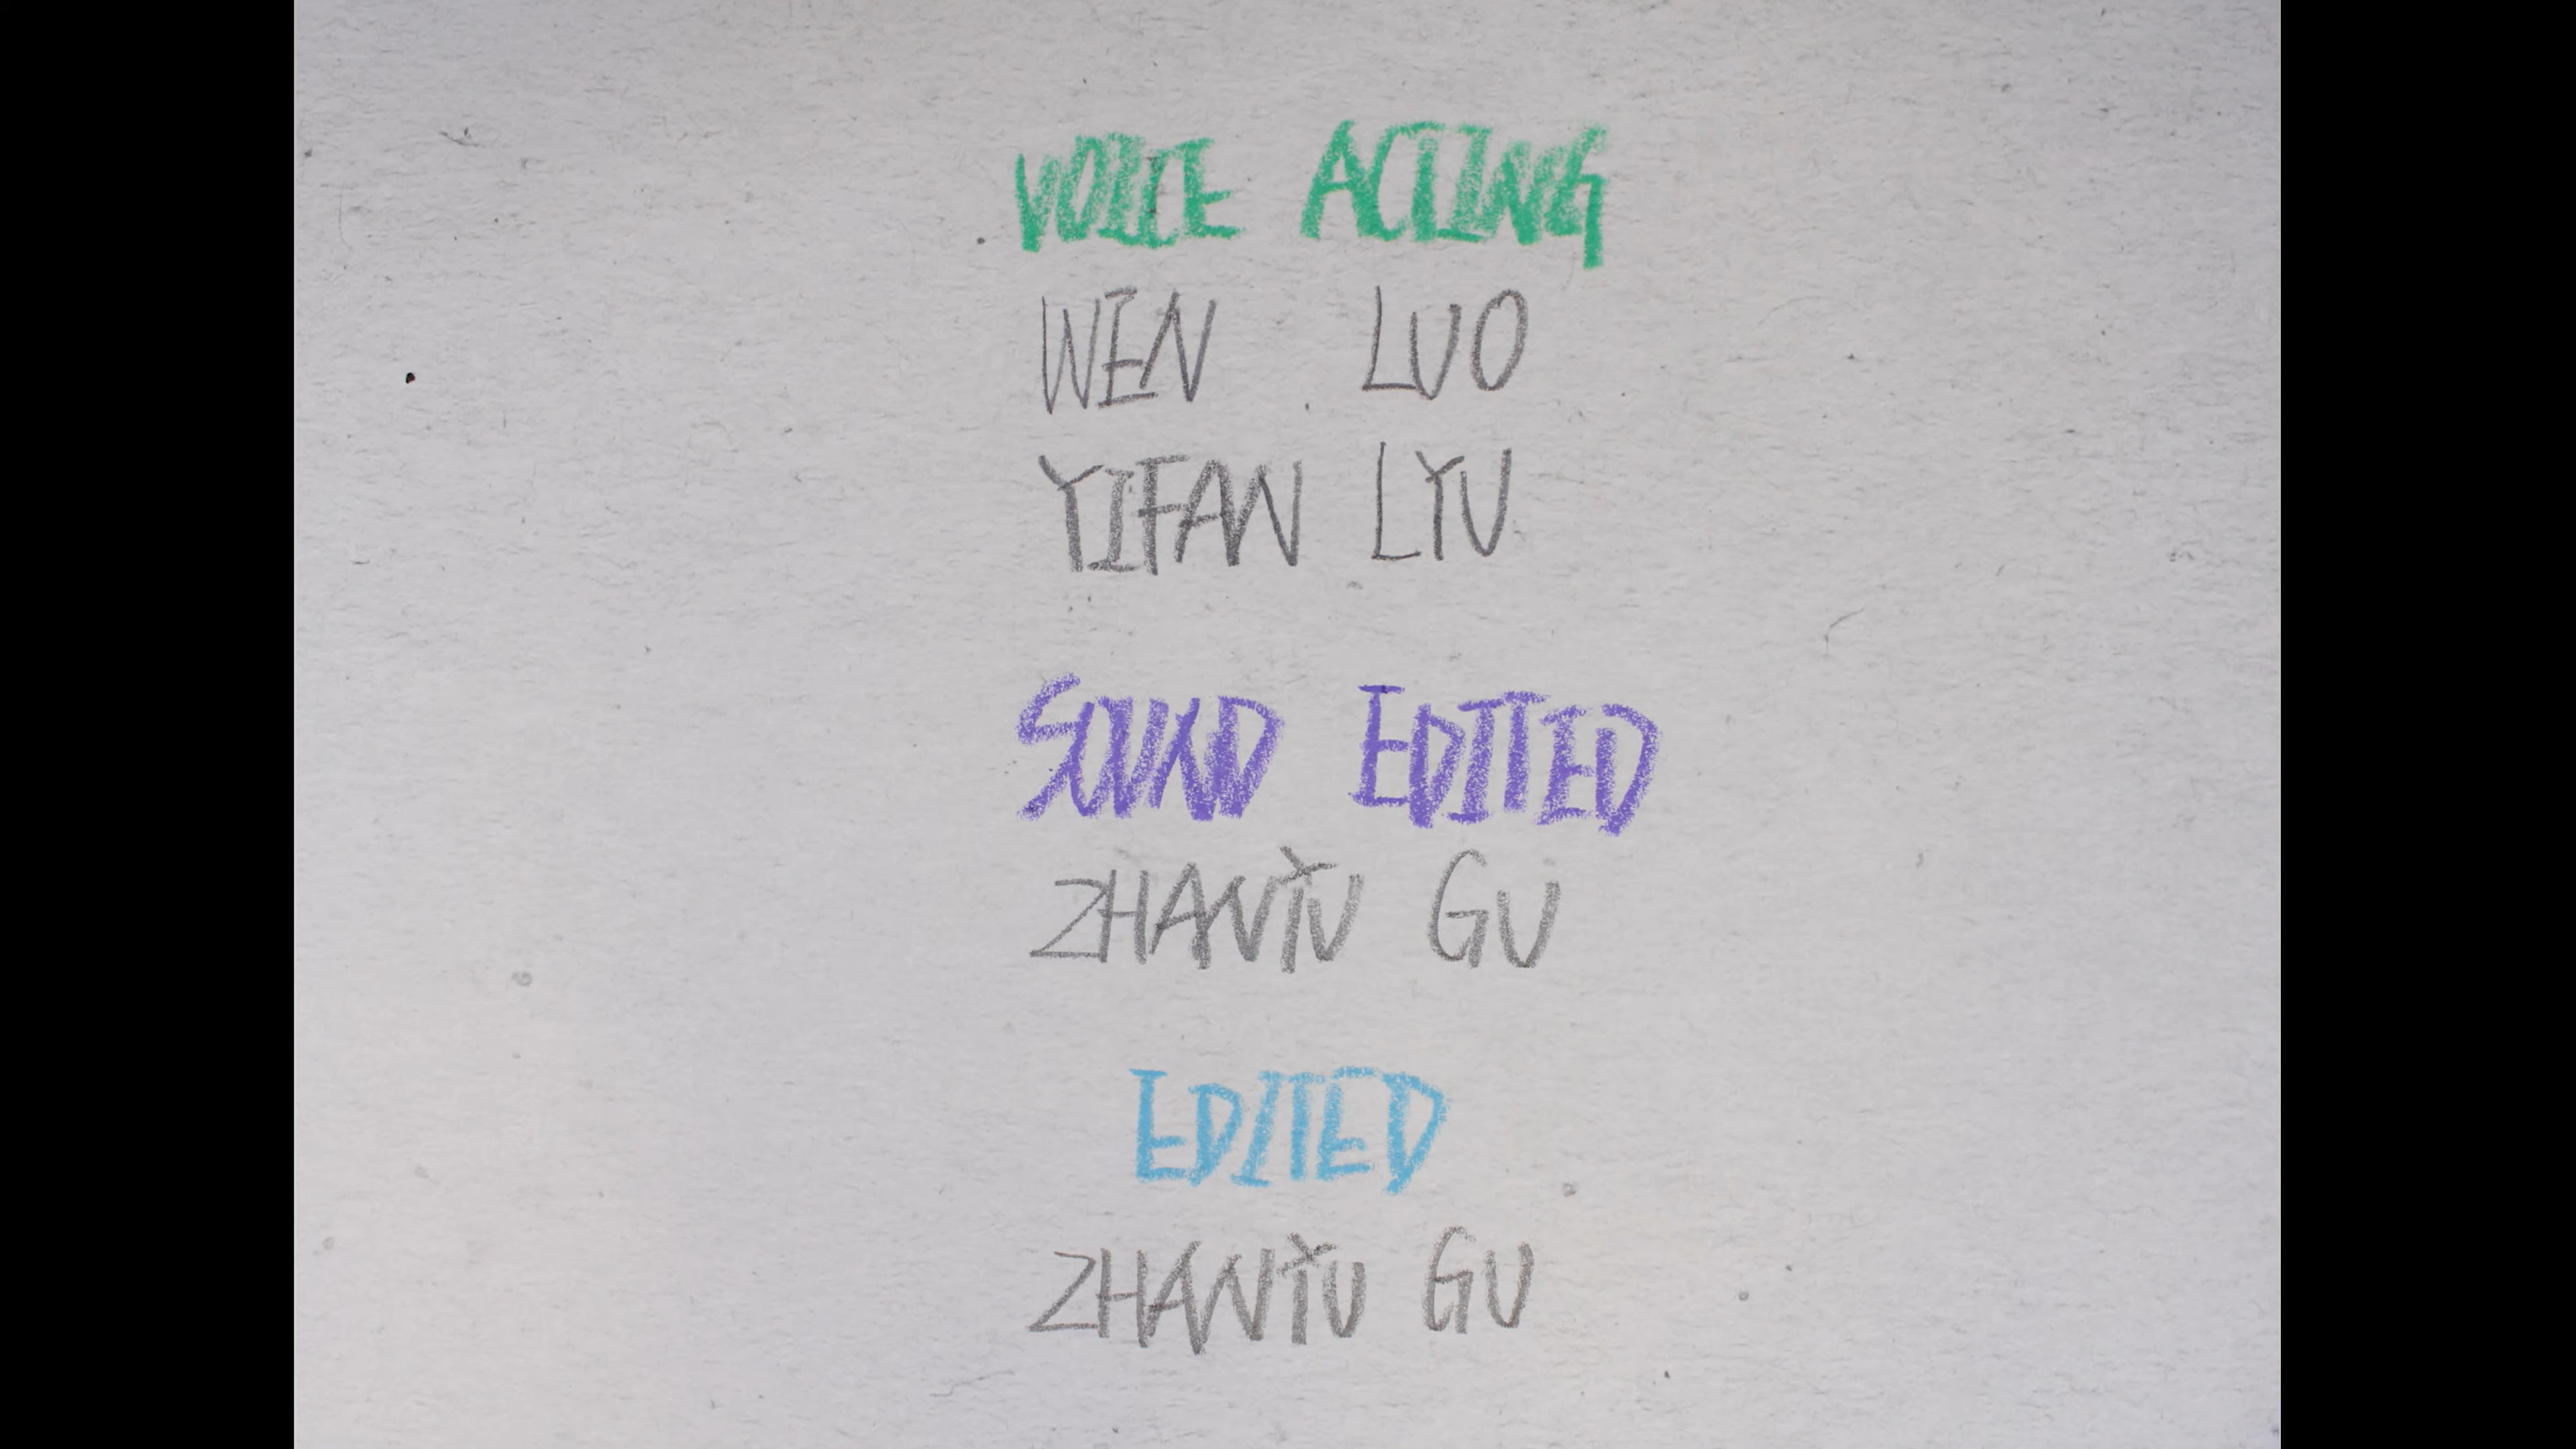 VOICE ACTING
WEN LUO
YIFAN LYU
SOUND EDITED
ZHANYU GU
EDITED
ZHANYU GU